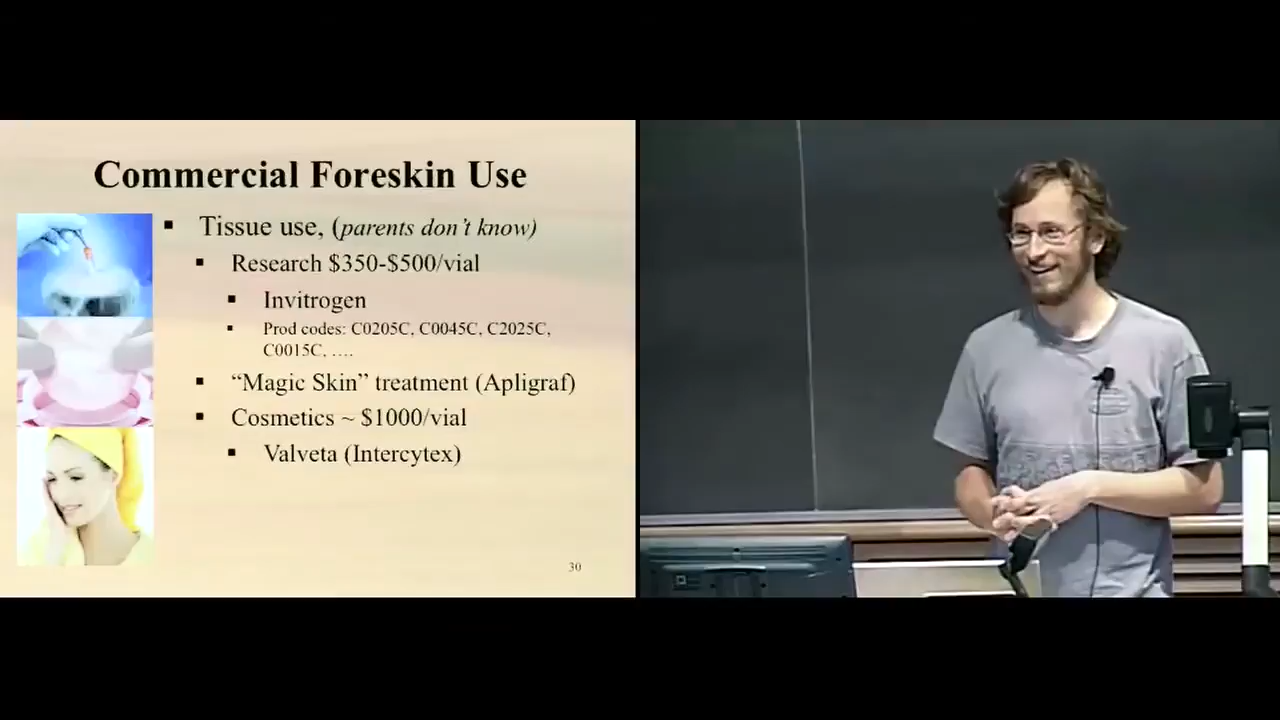 Commercial Foreskin Use
Tissue use, (parents don't know)
Research $350-$500/vial
Invitrogen
Prod codes: C0205C, C0045C, C2025C,
C0015C, ….
"Magic Skin" treatment (Apligraf)
Cosmetics ~ $1000/vial
Valveta (Intercytex)
30